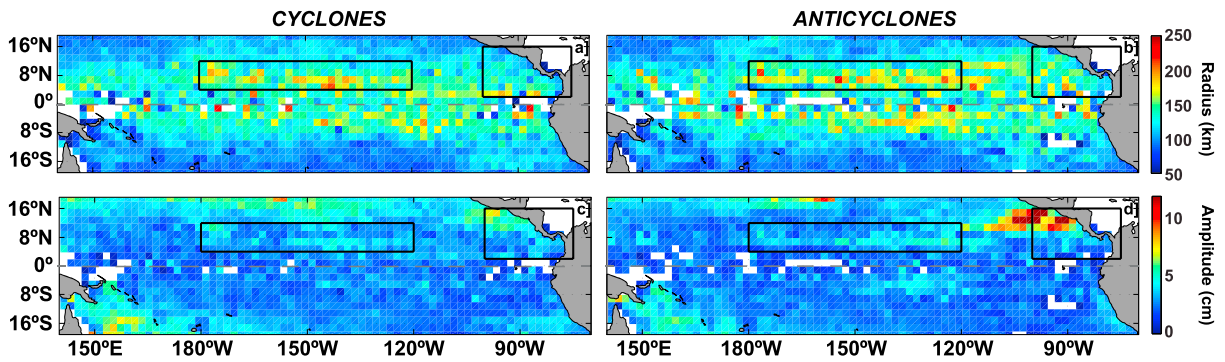 CYCLONES ANTICYCLONES
16ºN
8ºN
0º
8ºS
16ºS
a)
b)
250
200
150
100
50
Radius (km)
16ºN
8ºN
0º
8ºS
16ºS
c)
d)
10
5
0
Amplitude (cm)
150ºE 180ºW 150ºW 120ºW 90ºW 150ºE 180ºW 150ºW 120ºW 90ºW